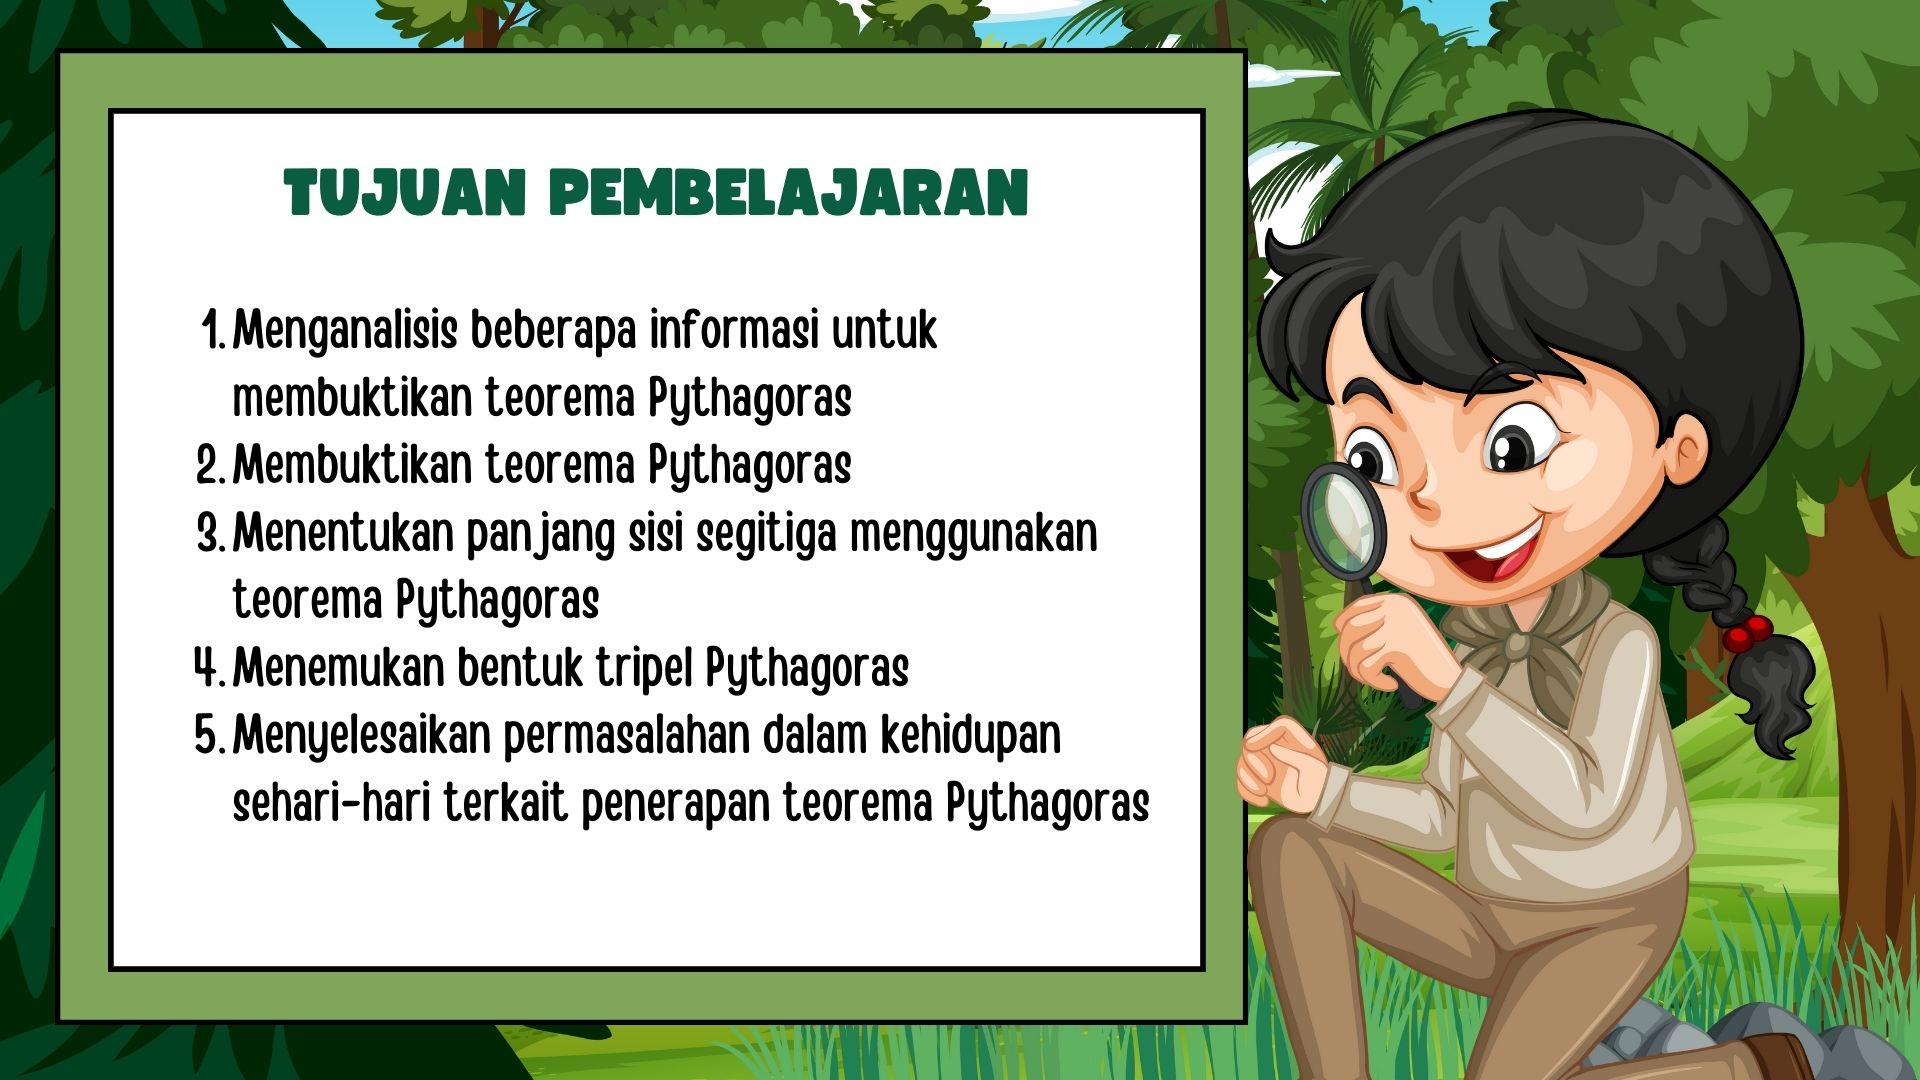 TUJUAN PEMBELAJARAN
1. Menganalisis beberapa informasi untuk
membuktikan teorema Pythagoras
2. Membuktikan teorema Pythagoras
3. Menentukan panjang sisi segitiga menggunakan
teorema Pythagoras
4. Menemukan bentuk tripel Pythagoras
5. Menyelesaikan permasalahan dalam kehidupan
sehari-hari terkait penerapan teorema Pythagoras